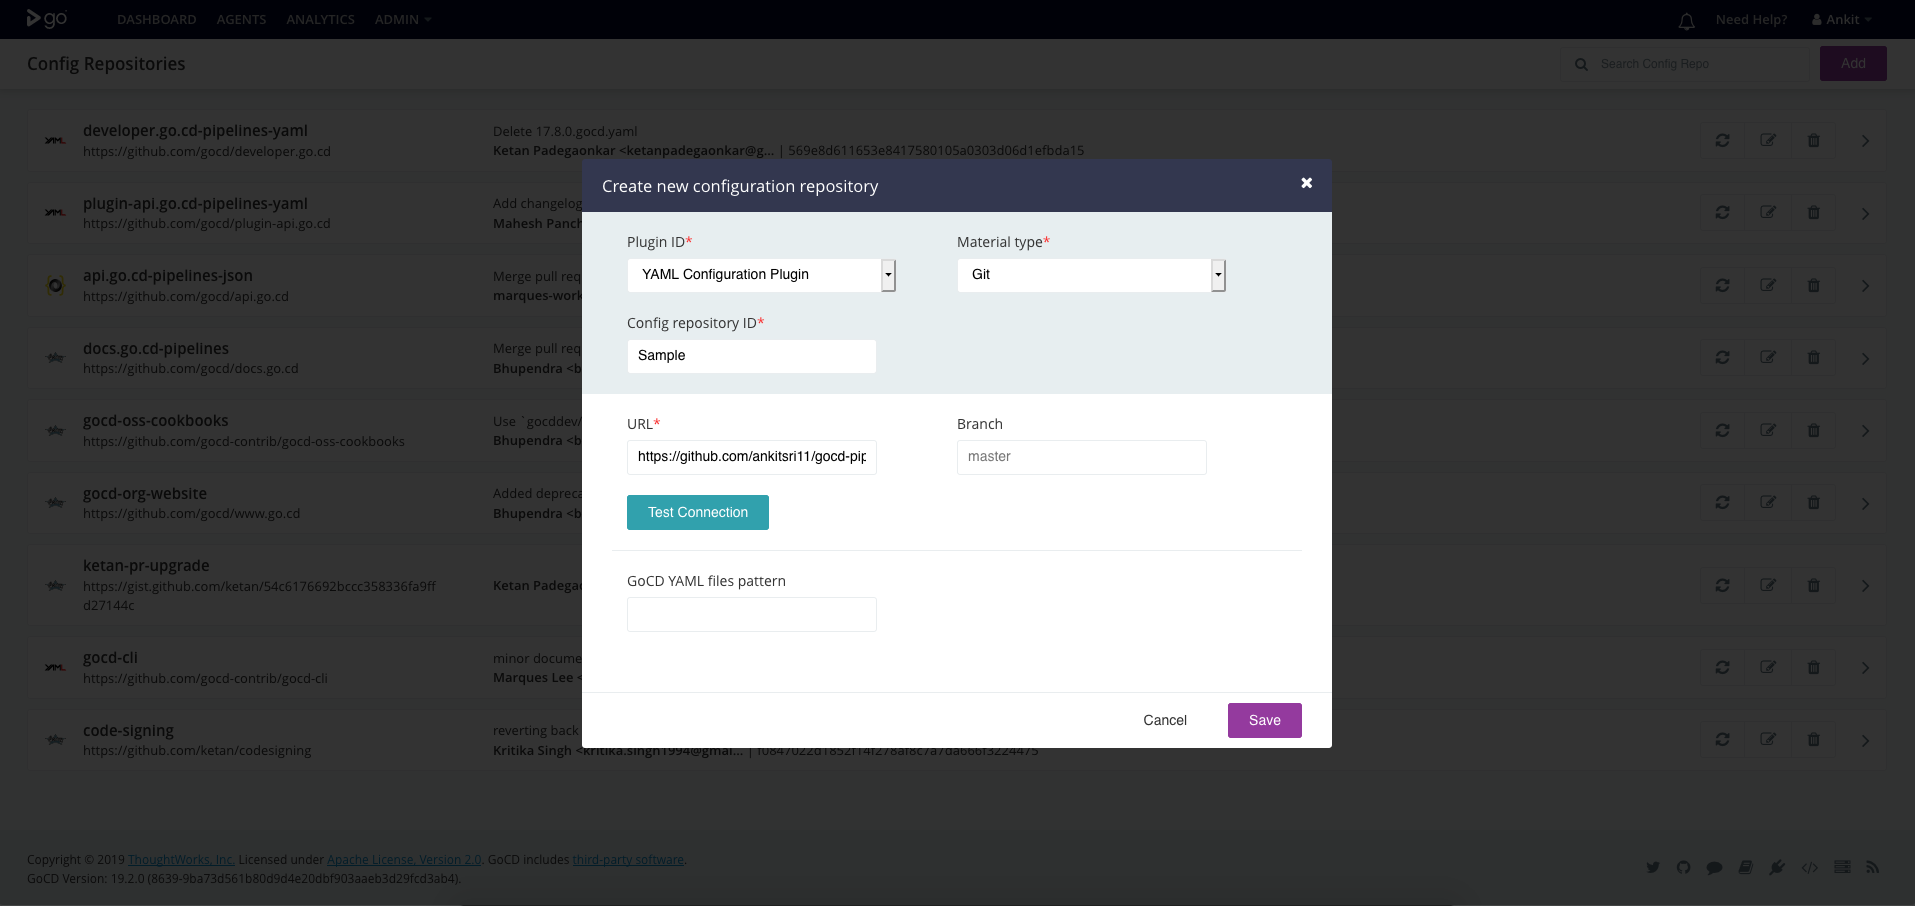 go DASHBOARD AGENTS ANALYTICS ADMIN Need Help? Ankit
Config Repositories Search Config Repo Add
developer.go.cd-pipelines-yaml
https://github.com/gocd/developer.go.cd
Delete 17.8.0.gocd.yaml
Ketan Padegaonkar <ketanpadegaonkar@g... | 569e8d611653e8417580105a0303d06d1efbda15
plugin-api.go.cd-pipelines-yaml
https://github.com/gocd/plugin-api.go.cd
Add changelog
Mahesh Panch
api.go.cd-pipelines-json
https://github.com/gocd/api.go.cd
Merge pull req
marques-work
docs.go.cd-pipelines
https://github.com/gocd/docs.go.cd
Merge pull req
Bhupendra <b
gocd-oss-cookbooks
https://github.com/gocd-contrib/gocd-oss-cookbooks
Use `gocddev/
Bhupendra <b
gocd-org-website
https://github.com/gocd/www.go.cd
Added depreca
Bhupendra <b
ketan-pr-upgrade
https://gist.github.com/ketan/54c6176692bccc358336fa9ff
d27144c
Ketan Padegao
gocd-cli
https://github.com/gocd-contrib/gocd-cli
minor docume
Marques Lee <
code-signing
https://github.com/ketan/codesigning
reverting back
Kritika Singh <kritika.singh1994@gmai... |
Create new configuration repository
Plugin ID*
YAML Configuration Plugin
Material type*
Git
Config repository ID*
Sample
URL*
https://github.com/ankitsri11/gocd-pip
Branch
master
Test Connection
GoCD YAML files pattern
Cancel Save
Copyright © 2019 ThoughtWorks, Inc. Licensed under Apache License, Version 2.0. GoCD includes third-party software.
GoCD Version: 19.2.0 (8639-9ba73d561b80d9d4e20dbf903aaeb3d29fcd3ab4).